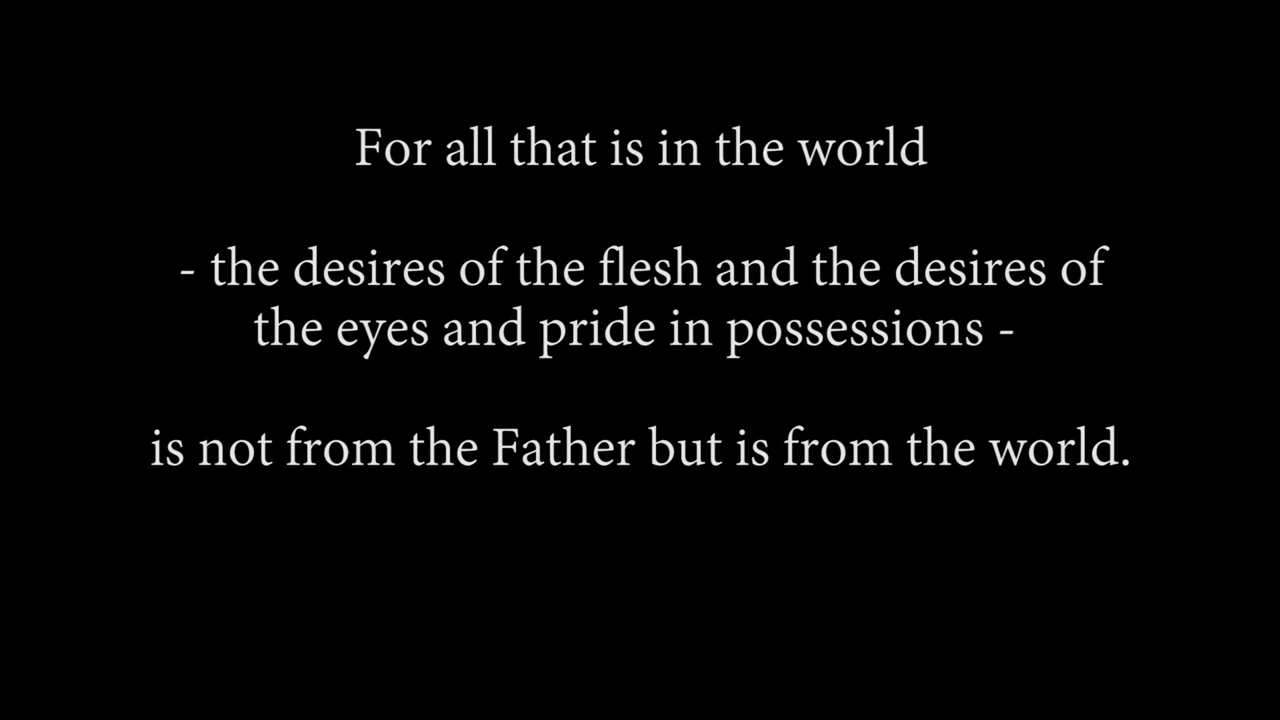 For all that is in the world
- the desires of the flesh and the desires of
the eyes and pride in possessions -
is not from the Father but is from the world.